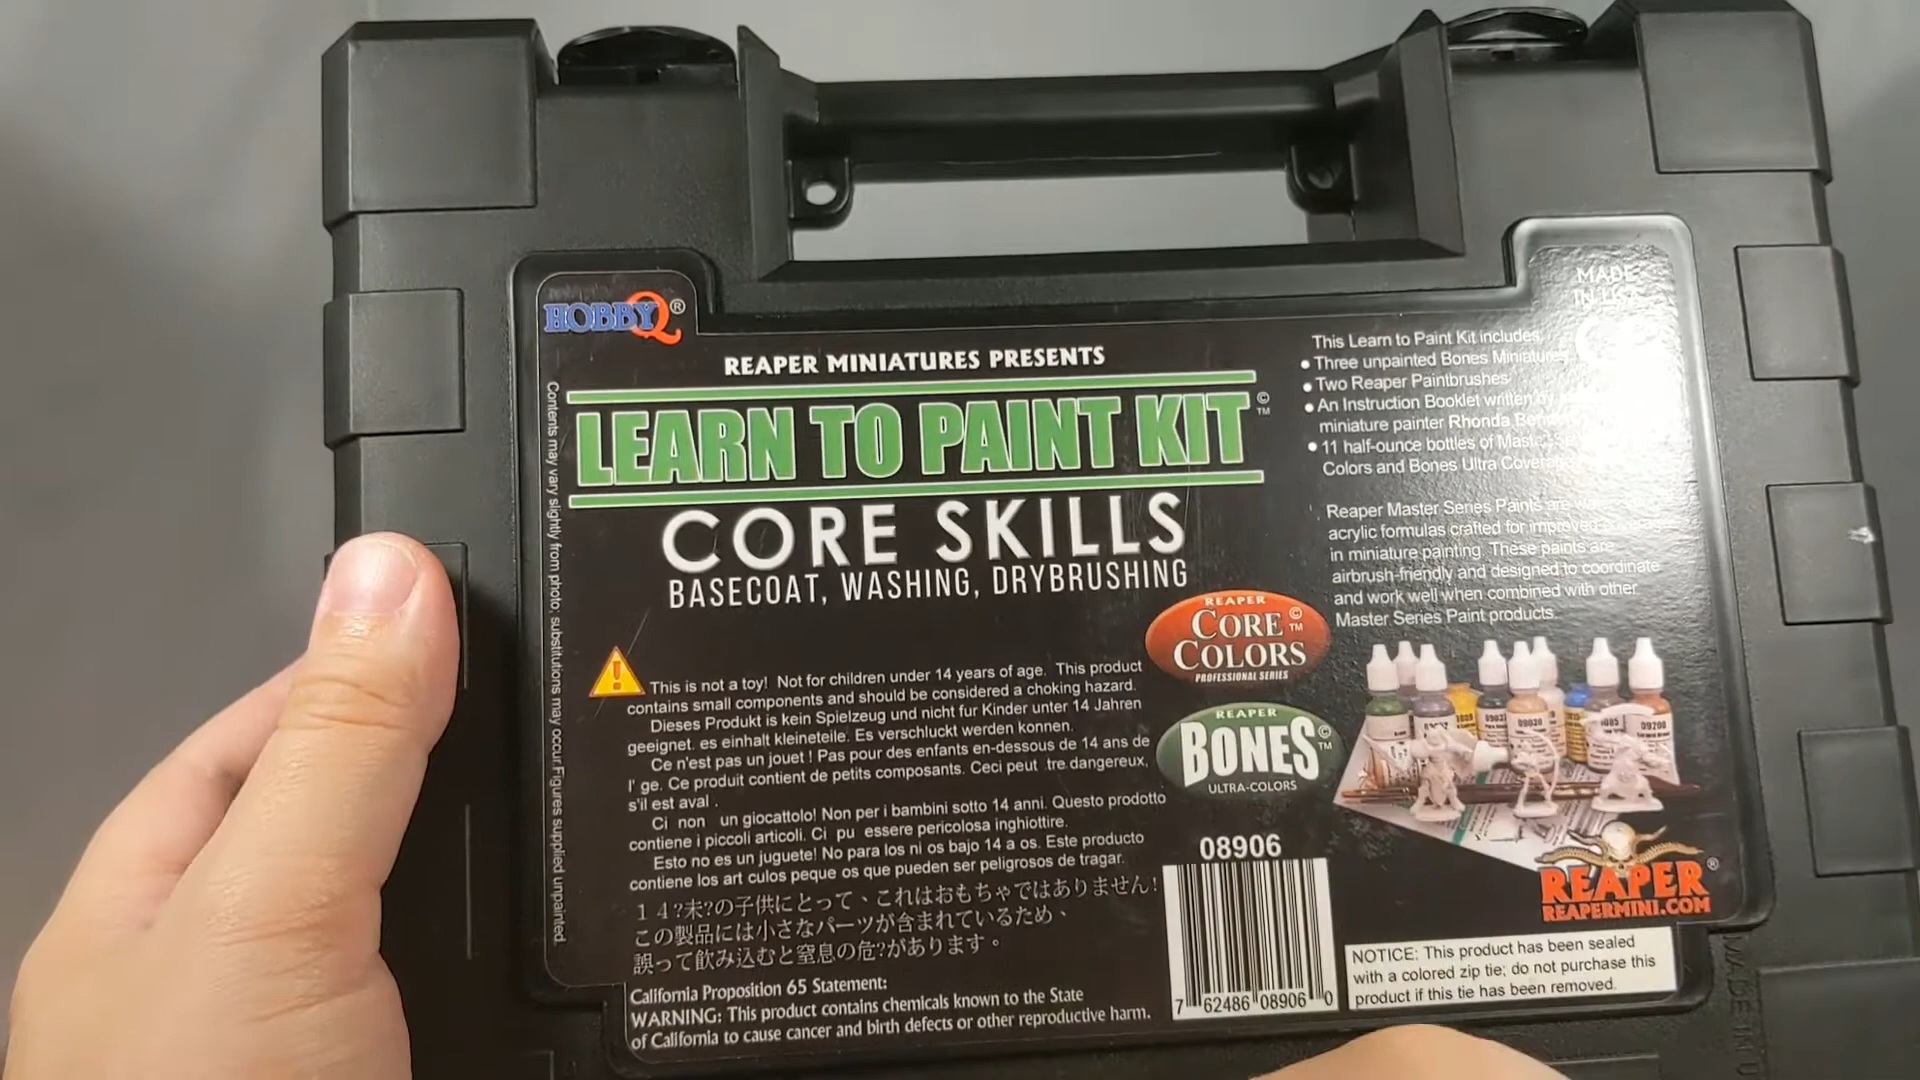 HOBBYQ®
REAPER MINIATURES PRESENTS
LEARN TO PAINT KIT ©™
CORE SKILLS
BASECOAT, WASHING, DRYBRUSHING
Contents may vary slightly from photo; substitutions may occur. Figures supplied unpainted.
MADE
IN USA
This Learn to Paint Kit includes:
• Three unpainted Bones Miniatures
• Two Reaper Paintbrushes
• An Instruction Booklet written by
miniature painter Rhonda
• 11 half-ounce bottles of
Colors and Bones Ultra Coverage
Reaper Master Series Paints are
acrylic formulas crafted for improved
in miniature painting. These paints are
airbrush-friendly and designed to coordinate
and work well when combined with other
Master Series Paint products.
REAPER
CORE ©™
COLORS
PROFESSIONAL SERIES
REAPER
BONES ©™
ULTRA-COLORS
This is not a toy! Not for children under 14 years of age. This product
contains small components and should be considered a choking hazard.
Dieses Produkt is kein Spielzeug und nicht fur Kinder unter 14 Jahren
geeignet. es einhalt kleineteile. Es verschluckt werden konnen.
Ce n'est pas un jouet ! Pas pour des enfants en-dessous de 14 ans de
l' ge. Ce produit contient de petits composants. Ceci peut .tre dangereux,
s'il est aval .
Ci non un giocattolo! Non per i bambini sotto 14 anni. Questo prodotto
contiene i piccoli articoli. Ci pu essere pericolosa inghiottire.
Esto no es un juguete! No para los ni os bajo 14 a os. Este producto
contiene los art culos peque os que pueden ser peligrosos de tragar.
１４?未?の子供にとって、これはおもちゃではありません!
この製品には小さなパーツが含まれているため、
誤って飲み込むと窒息の危?があります。
California Proposition 65 Statement:
WARNING: This product contains chemicals known to the State
of California to cause cancer and birth defects or other reproductive harm.
09030
09200
08906
7 62486 08906 0
REAPER®
REAPERMINI.COM
NOTICE: This product has been sealed
with a colored zip tie; do not purchase this
product if this tie has been removed.